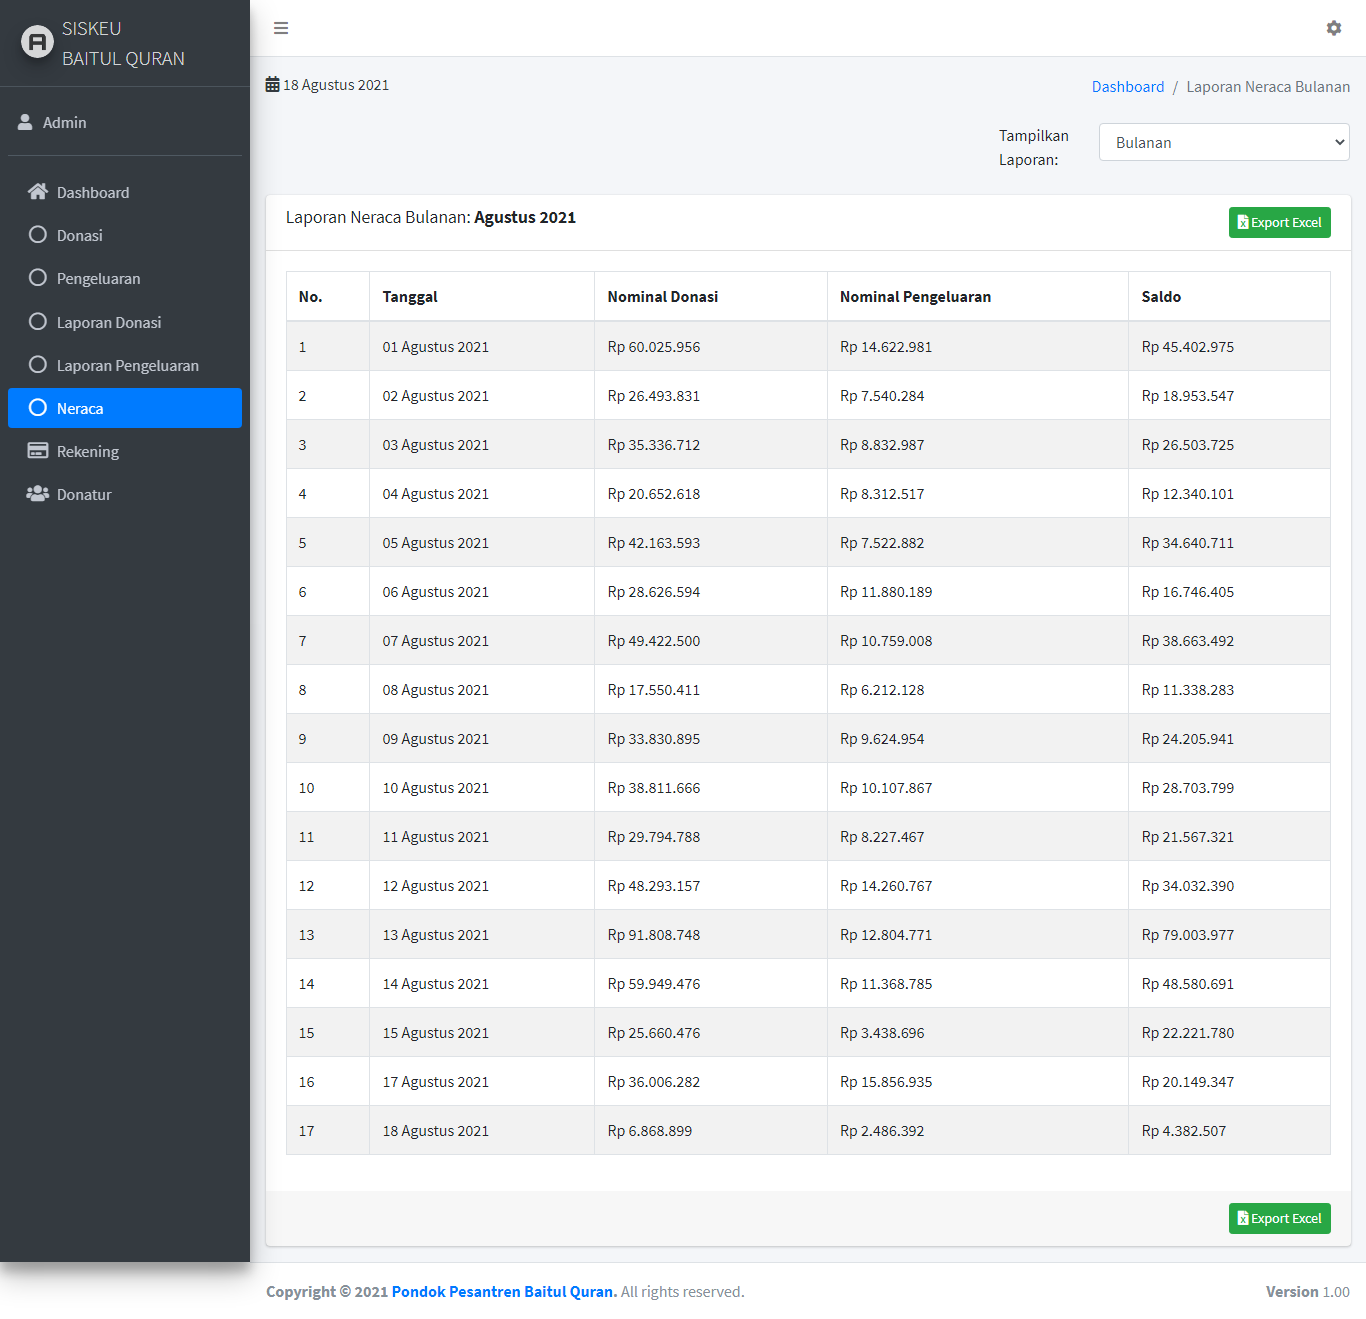 SISKEU
BAITUL QURAN
Admin
Dashboard
Donasi
Pengeluaran
Laporan Donasi
Laporan Pengeluaran
Neraca
Rekening
Donatur
18 Agustus 2021
Dashboard / Laporan Neraca Bulanan
Tampilkan
Laporan:
Bulanan
Laporan Neraca Bulanan: Agustus 2021
Export Excel
No. Tanggal Nominal Donasi Nominal Pengeluaran Saldo
1 01 Agustus 2021 Rp 60.025.956 Rp 14.622.981 Rp 45.402.975
2 02 Agustus 2021 Rp 26.493.831 Rp 7.540.284 Rp 18.953.547
3 03 Agustus 2021 Rp 35.336.712 Rp 8.832.987 Rp 26.503.725
4 04 Agustus 2021 Rp 20.652.618 Rp 8.312.517 Rp 12.340.101
5 05 Agustus 2021 Rp 42.163.593 Rp 7.522.882 Rp 34.640.711
6 06 Agustus 2021 Rp 28.626.594 Rp 11.880.189 Rp 16.746.405
7 07 Agustus 2021 Rp 49.422.500 Rp 10.759.008 Rp 38.663.492
8 08 Agustus 2021 Rp 17.550.411 Rp 6.212.128 Rp 11.338.283
9 09 Agustus 2021 Rp 33.830.895 Rp 9.624.954 Rp 24.205.941
10 10 Agustus 2021 Rp 38.811.666 Rp 10.107.867 Rp 28.703.799
11 11 Agustus 2021 Rp 29.794.788 Rp 8.227.467 Rp 21.567.321
12 12 Agustus 2021 Rp 48.293.157 Rp 14.260.767 Rp 34.032.390
13 13 Agustus 2021 Rp 91.808.748 Rp 12.804.771 Rp 79.003.977
14 14 Agustus 2021 Rp 59.949.476 Rp 11.368.785 Rp 48.580.691
15 15 Agustus 2021 Rp 25.660.476 Rp 3.438.696 Rp 22.221.780
16 17 Agustus 2021 Rp 36.006.282 Rp 15.856.935 Rp 20.149.347
17 18 Agustus 2021 Rp 6.868.899 Rp 2.486.392 Rp 4.382.507
Export Excel
Copyright © 2021 Pondok Pesantren Baitul Quran. All rights reserved.
Version 1.00